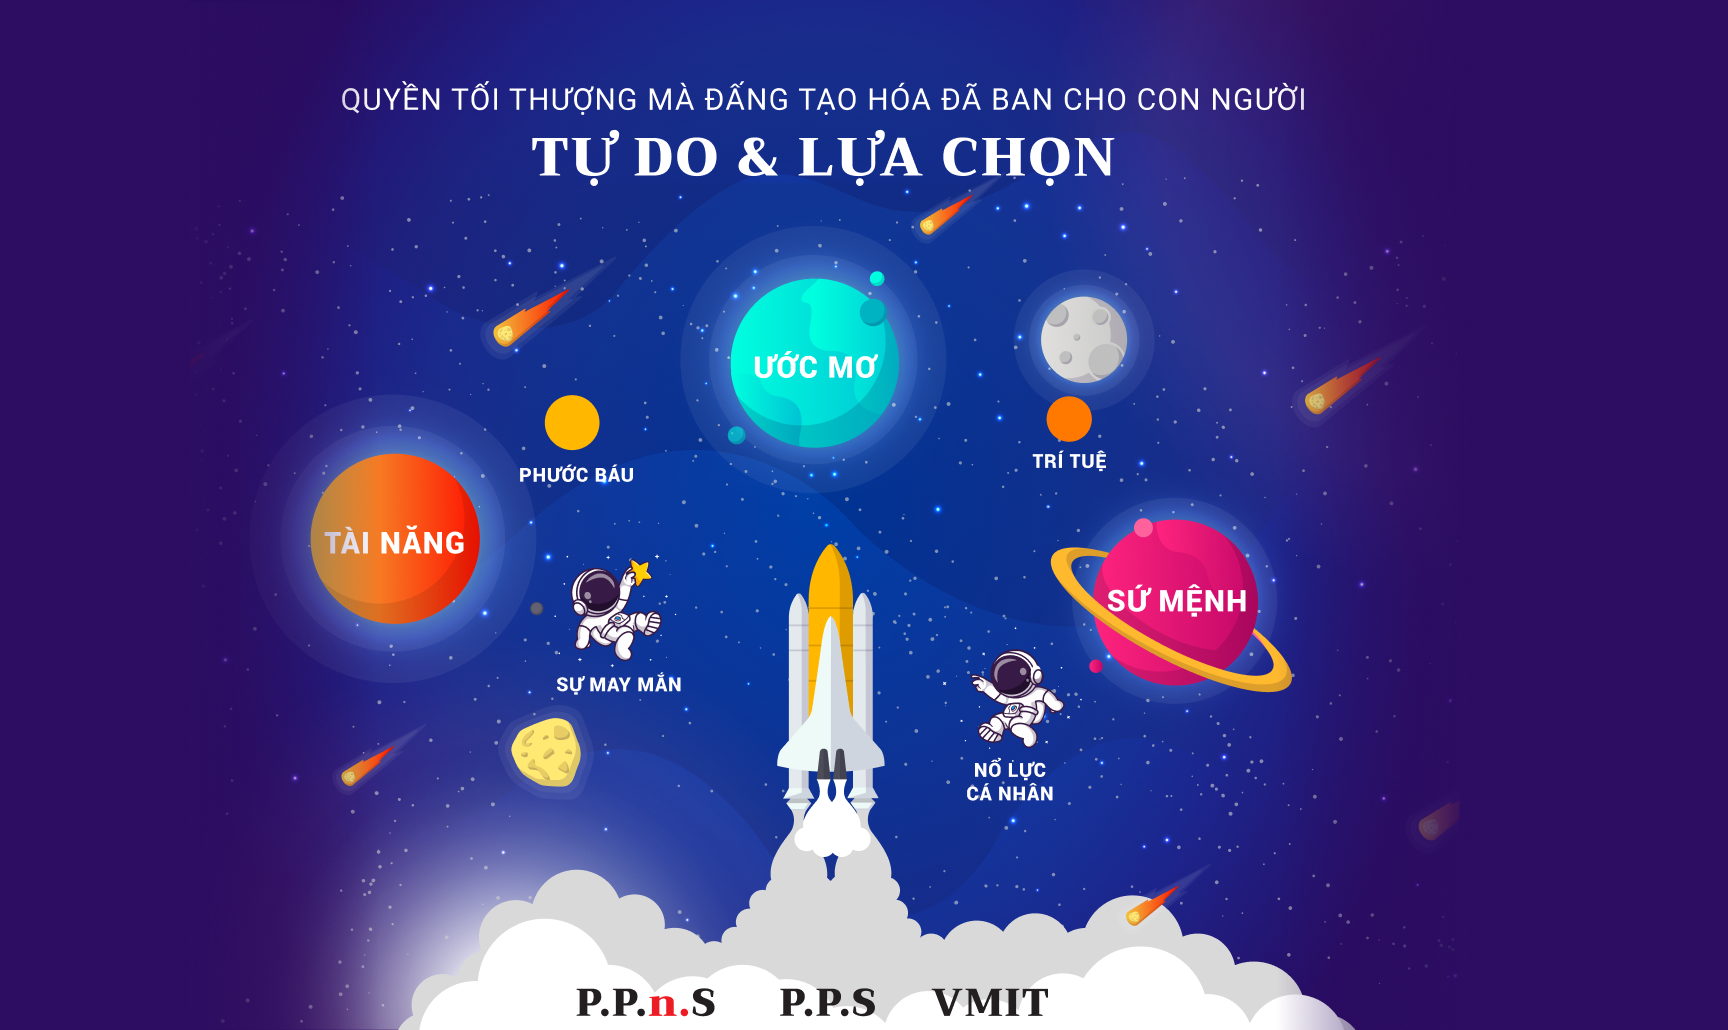 QUYỀN TỐI THƯỢNG MÀ ĐẤNG TẠO HÓA ĐÃ BAN CHO CON NGƯỜI
TỰ DO & LỰA CHỌN
ƯỚC MƠ
PHƯỚC BÁU
TRÍ TUỆ
TÀI NĂNG
SỨ MỆNH
SỰ MAY MẮN
NỔ LỰC
CÁ NHÂN
P.P.n.S P.P.S VMIT